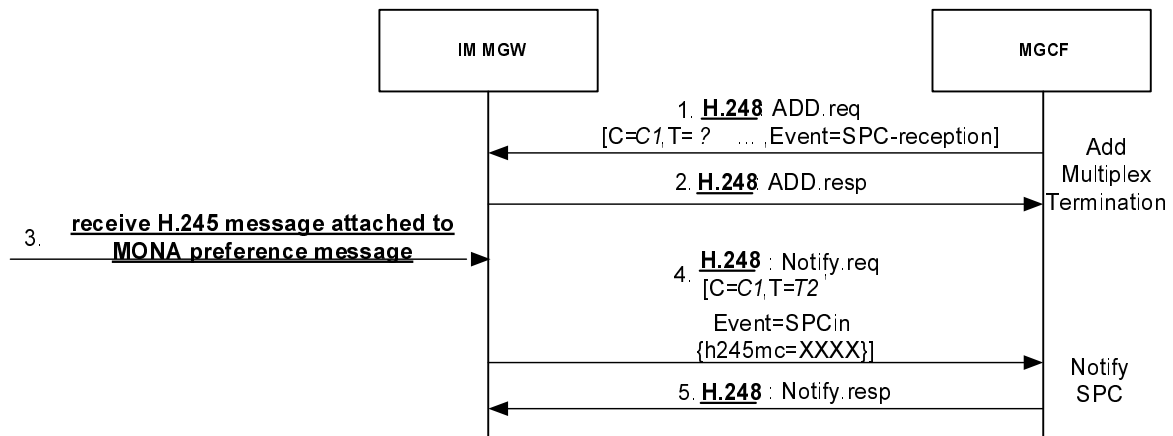 IM MGW
MGCF
1. H.248: ADD.req
[C=C1,T= ? ... ,Event=SPC-reception]
Add
Multiplex
Termination
2. H.248: ADD.resp
3. receive H.245 message attached to
MONA preference message
4. H.248 : Notify.req
[C=C1,T=T2
Event=SPCin
{h245mc=XXXX}]
Notify
SPC
5. H.248 : Notify.resp